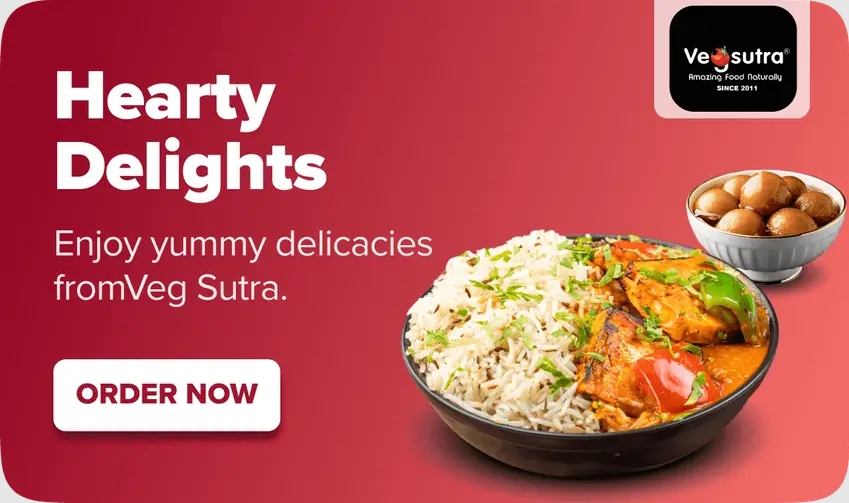 Vegsutra®
Amazing Food Naturally
SINCE 2011
Hearty
Delights
Enjoy yummy delicacies
fromVeg Sutra.
ORDER NOW